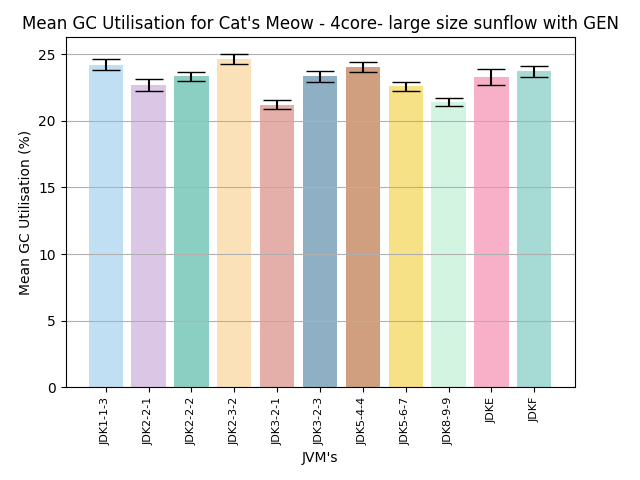 Mean GC Utilisation for Cat's Meow - 4core- large size sunflow with GEN
Mean GC Utilisation (%)
25
20
15
10
5
0
JDK1-1-3
JDK2-2-1
JDK2-2-2
JDK2-3-2
JDK3-2-1
JDK3-2-3
JDK5-4-4
JDK5-6-7
JDK8-9-9
JDKE
JDKF
JVM's